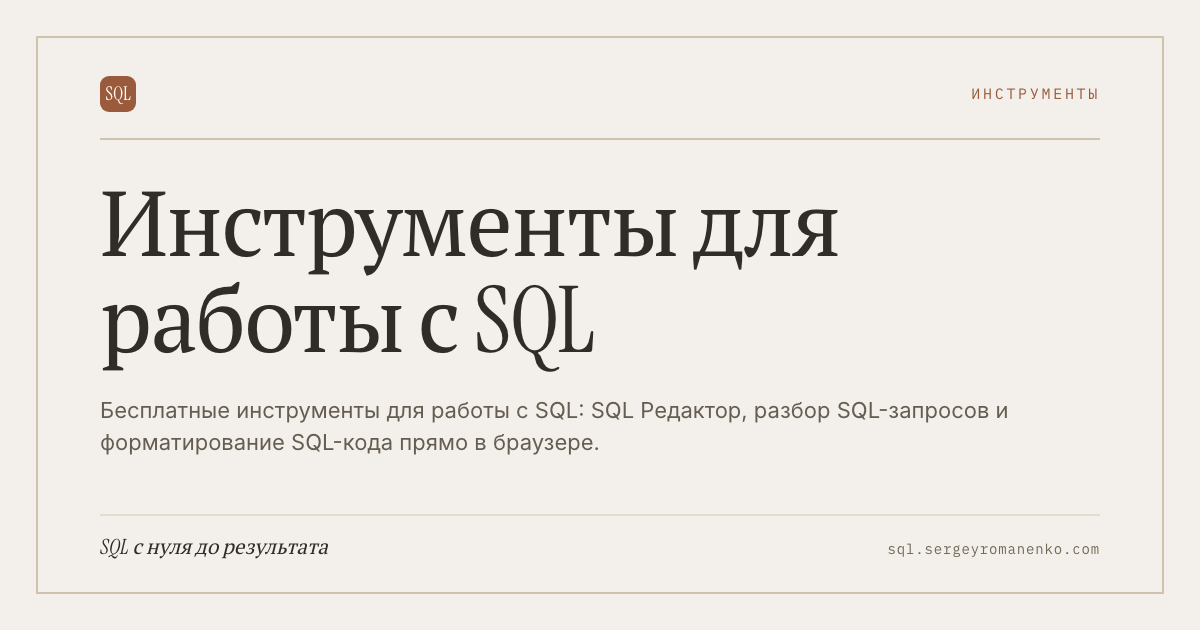 SQL
ИНСТРУМЕНТЫ
Инструменты для
работы с SQL
Бесплатные инструменты для работы с SQL: SQL Редактор, разбор SQL-запросов и
форматирование SQL-кода прямо в браузере.
SQL с нуля до результата
sql.sergeyromanenko.com